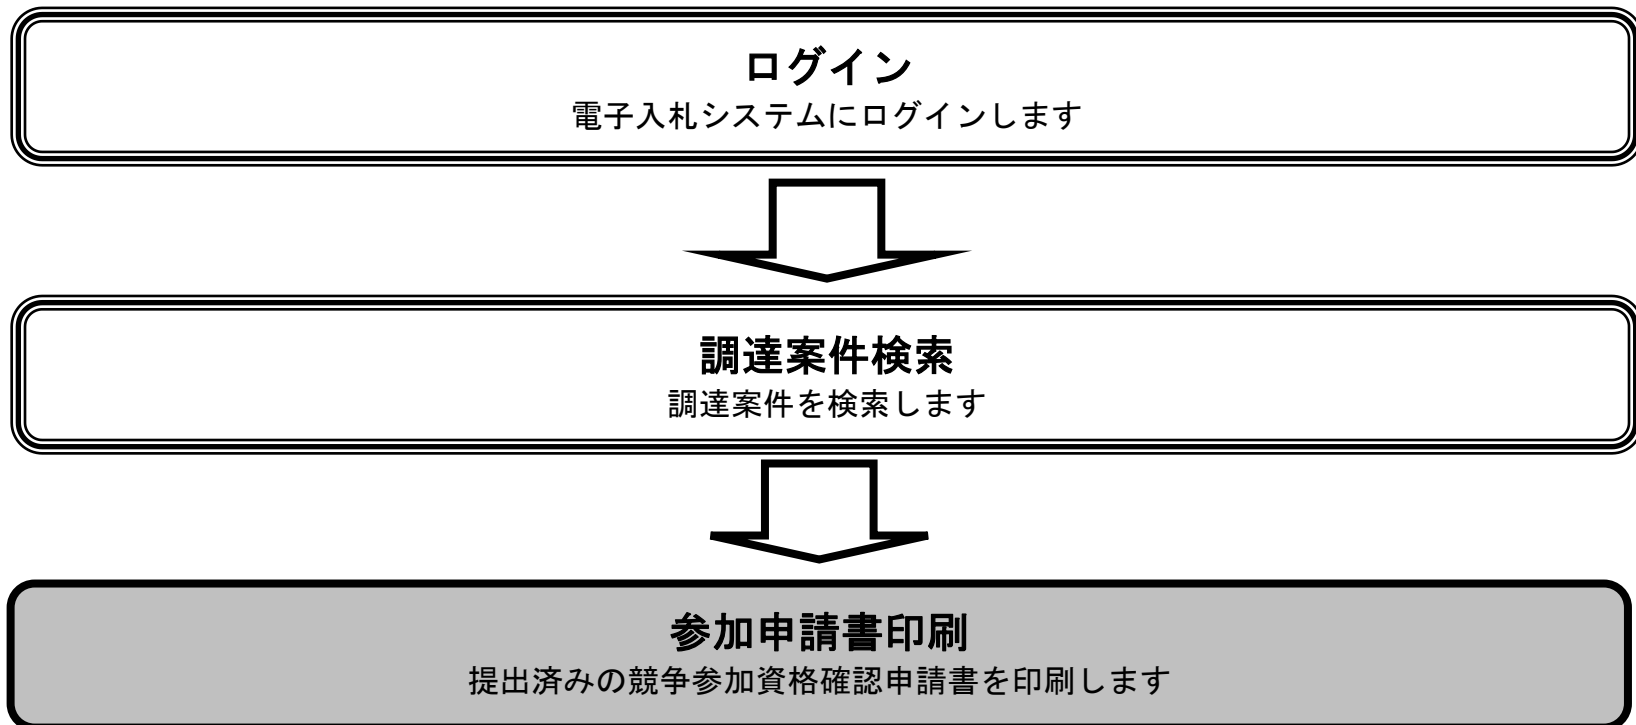 ログイン
電子入札システムにログインします
調達案件検索
調達案件を検索します
参加申請書印刷
提出済みの競争参加資格確認申請書を印刷します